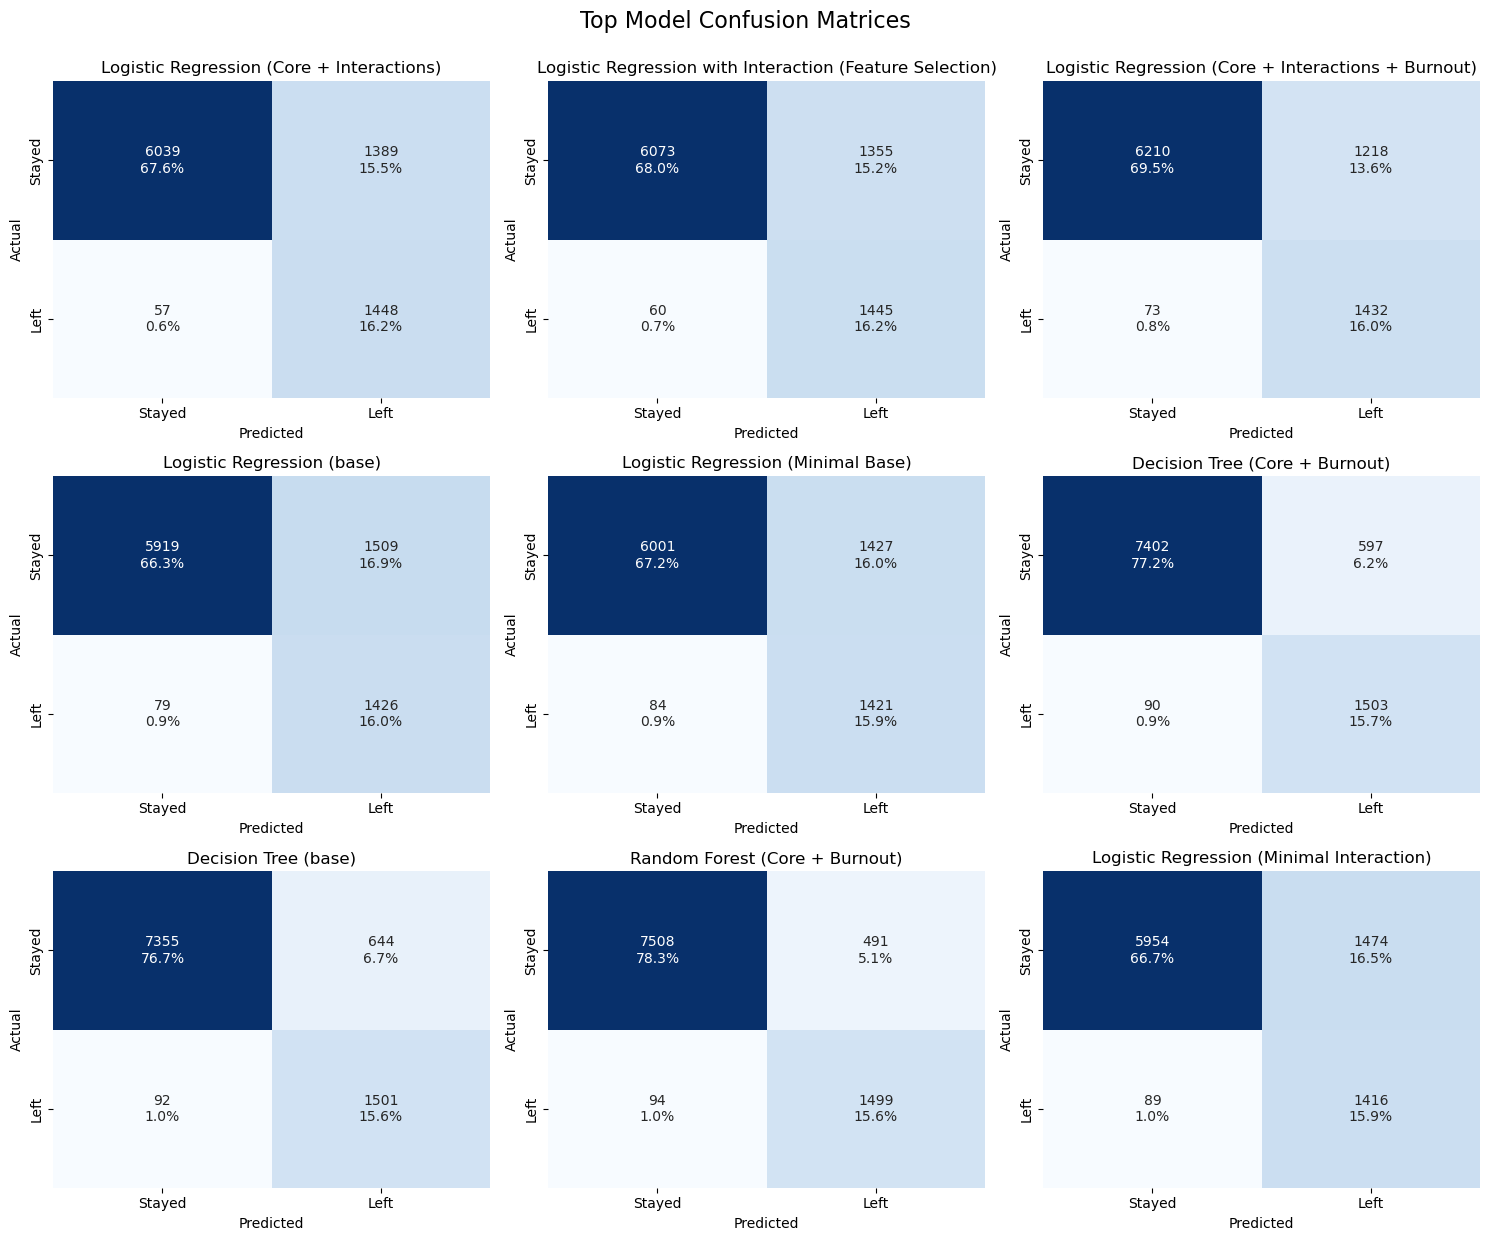 Top Model Confusion Matrices
Logistic Regression (Core + Interactions)
Actual
Stayed
Left
6039
67.6%
1389
15.5%
57
0.6%
1448
16.2%
Stayed
Left
Predicted
Logistic Regression with Interaction (Feature Selection)
Actual
Stayed
Left
6073
68.0%
1355
15.2%
60
0.7%
1445
16.2%
Stayed
Left
Predicted
Logistic Regression (Core + Interactions + Burnout)
Actual
Stayed
Left
6210
69.5%
1218
13.6%
73
0.8%
1432
16.0%
Stayed
Left
Predicted
Logistic Regression (base)
Actual
Stayed
Left
5919
66.3%
1509
16.9%
79
0.9%
1426
16.0%
Stayed
Left
Predicted
Logistic Regression (Minimal Base)
Actual
Stayed
Left
6001
67.2%
1427
16.0%
84
0.9%
1421
15.9%
Stayed
Left
Predicted
Decision Tree (Core + Burnout)
Actual
Stayed
Left
7402
77.2%
597
6.2%
90
0.9%
1503
15.7%
Stayed
Left
Predicted
Decision Tree (base)
Actual
Stayed
Left
7355
76.7%
644
6.7%
92
1.0%
1501
15.6%
Stayed
Left
Predicted
Random Forest (Core + Burnout)
Actual
Stayed
Left
7508
78.3%
491
5.1%
94
1.0%
1499
15.6%
Stayed
Left
Predicted
Logistic Regression (Minimal Interaction)
Actual
Stayed
Left
5954
66.7%
1474
16.5%
89
1.0%
1416
15.9%
Stayed
Left
Predicted